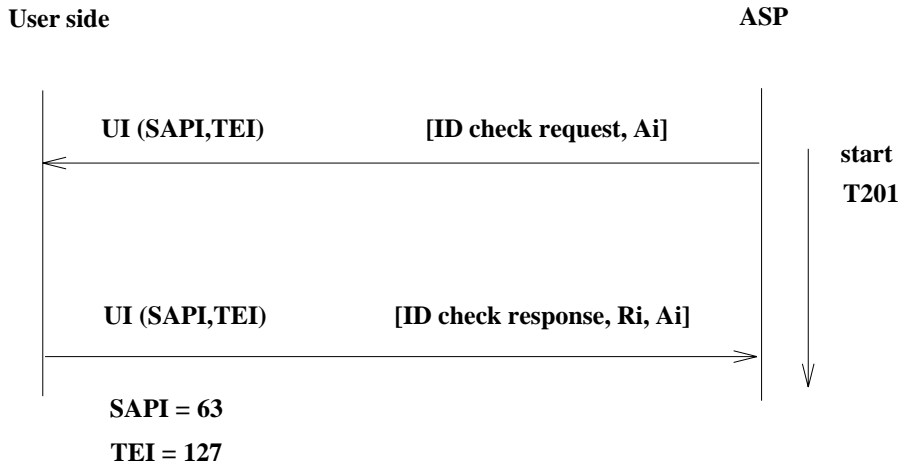 User side
ASP
UI (SAPI,TEI)
[ID check request, Ai]
start
T201
UI (SAPI,TEI)
[ID check response, Ri, Ai]
SAPI = 63
TEI = 127